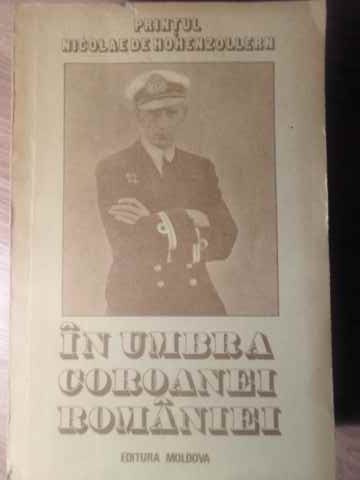 PRINȚUL
NICOLAE DE HOHENZOLLERN
ÎN UMBRA
COROANEI
ROMÂNIEI
EDITURA MOLDOVA